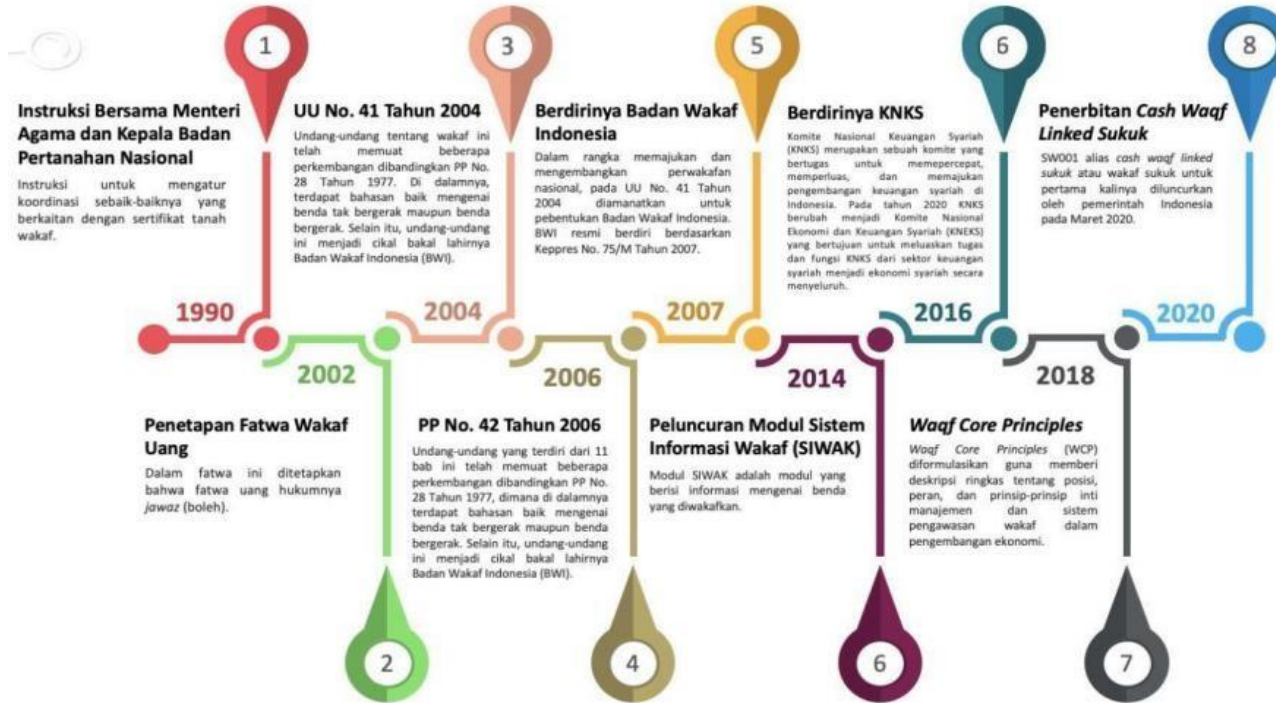 1
Instruksi Bersama Menteri
Agama dan Kepala Badan
Pertanahan Nasional
Instruksi untuk mengatur
koordinasi sebaik-baiknya yang
berkaitan dengan sertifikat tanah
wakaf.
1990
2002
Penetapan Fatwa Wakaf
Uang
Dalam fatwa ini ditetapkan
bahwa fatwa uang hukumnya
jawaz (boleh).
2
3
UU No. 41 Tahun 2004
Undang-undang tentang wakaf ini
telah memuat beberapa
perkembangan dibandingkan PP No.
28 Tahun 1977. Di dalamnya,
terdapat bahasan baik mengenai
benda tak bergerak maupun benda
bergerak. Selain itu, undang-undang
ini menjadi cikal bakal lahirnya
Badan Wakaf Indonesia (BWI).
2004
2006
PP No. 42 Tahun 2006
Undang-undang yang terdiri dari 11
bab ini telah memuat beberapa
perkembangan dibandingkan PP No.
28 Tahun 1977, dimana di dalamnya
terdapat bahasan baik mengenai
benda tak bergerak maupun benda
bergerak. Selain itu, undang-undang
ini menjadi cikal bakal lahirnya
Badan Wakaf Indonesia (BWI).
4
5
Berdirinya Badan Wakaf
Indonesia
Dalam rangka memajukan dan
mengembangkan perwakafan
nasional, pada UU No. 41 Tahun
2004 diamanatkan untuk
pebentukan Badan Wakaf Indonesia.
BWI resmi berdiri berdasarkan
Keppres No. 75/M Tahun 2007.
2007
2014
Peluncuran Modul Sistem
Informasi Wakaf (SIWAK)
Modul SIWAK adalah modul yang
berisi informasi mengenai benda
yang diwakafkan.
6
6
Berdirinya KNKS
Komite Nasional Keuangan Syariah
(KNKS) merupakan sebuah komite yang
bertugas untuk memepercepat,
memperluas, dan memajukan
pengembangan keuangan syariah di
Indonesia. Pada tahun 2020 KNKS
berubah menjadi Komite Nasional
Ekonomi dan Keuangan Syariah (KNEKS)
yang bertujuan untuk meluaskan tugas
dan fungsi KNKS dari sektor keuangan
syariah menjadi ekonomi syariah secara
menyeluruh.
2016
2018
Waqf Core Principles
Waqf Core Principles (WCP)
diformulasikan guna memberi
deskripsi ringkas tentang posisi,
peran, dan prinsip-prinsip inti
manajemen dan sistem
pengawasan wakaf dalam
pengembangan ekonomi.
7
8
Penerbitan Cash Waqf
Linked Sukuk
SW001 alias cash waqf linked
sukuk atau wakaf sukuk untuk
pertama kalinya diluncurkan
oleh pemerintah Indonesia
pada Maret 2020.
2020